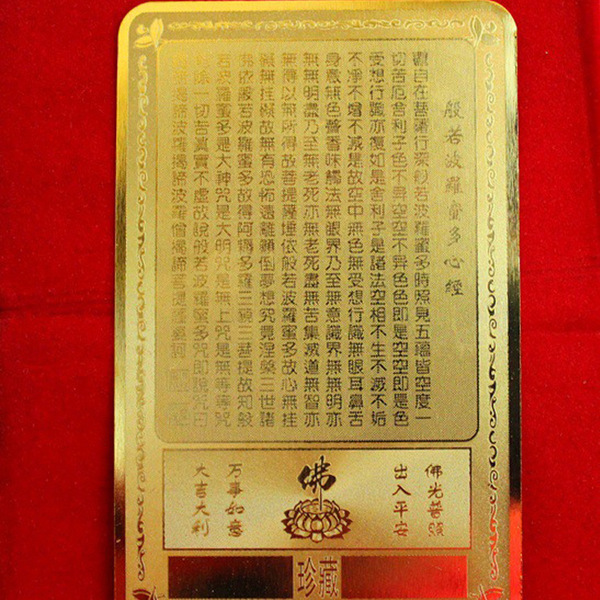 般若波羅蜜多心經
觀自在菩薩行深般若波羅蜜多時照見五蘊皆空度一
切苦厄舍利子色不異空空不異色色即是空空即是色
受想行識亦復如是舍利子是諸法空相不生不滅不垢
不淨不增不減是故空中無色無受想行識無眼耳鼻舌
身意無色聲香味觸法無眼界乃至無意識界無無明亦
無無明盡乃至無老死亦無老死盡無苦集滅道無智亦
無得以無所得故菩提薩埵依般若波羅蜜多故心無挂
礙無挂礙故無有恐怖遠離顛倒夢想究竟涅槃三世諸
佛依般若波羅蜜多故得阿耨多羅三藐三菩提故知般
若波羅蜜多是大神咒是大明咒是無上咒是無等等咒
能除一切苦真實不虛故說般若波羅蜜多咒即說咒曰
揭諦揭諦波羅揭諦波羅僧揭諦菩提薩婆訶
佛光普照
出入平安
佛
万事如意
大吉大利
珍藏